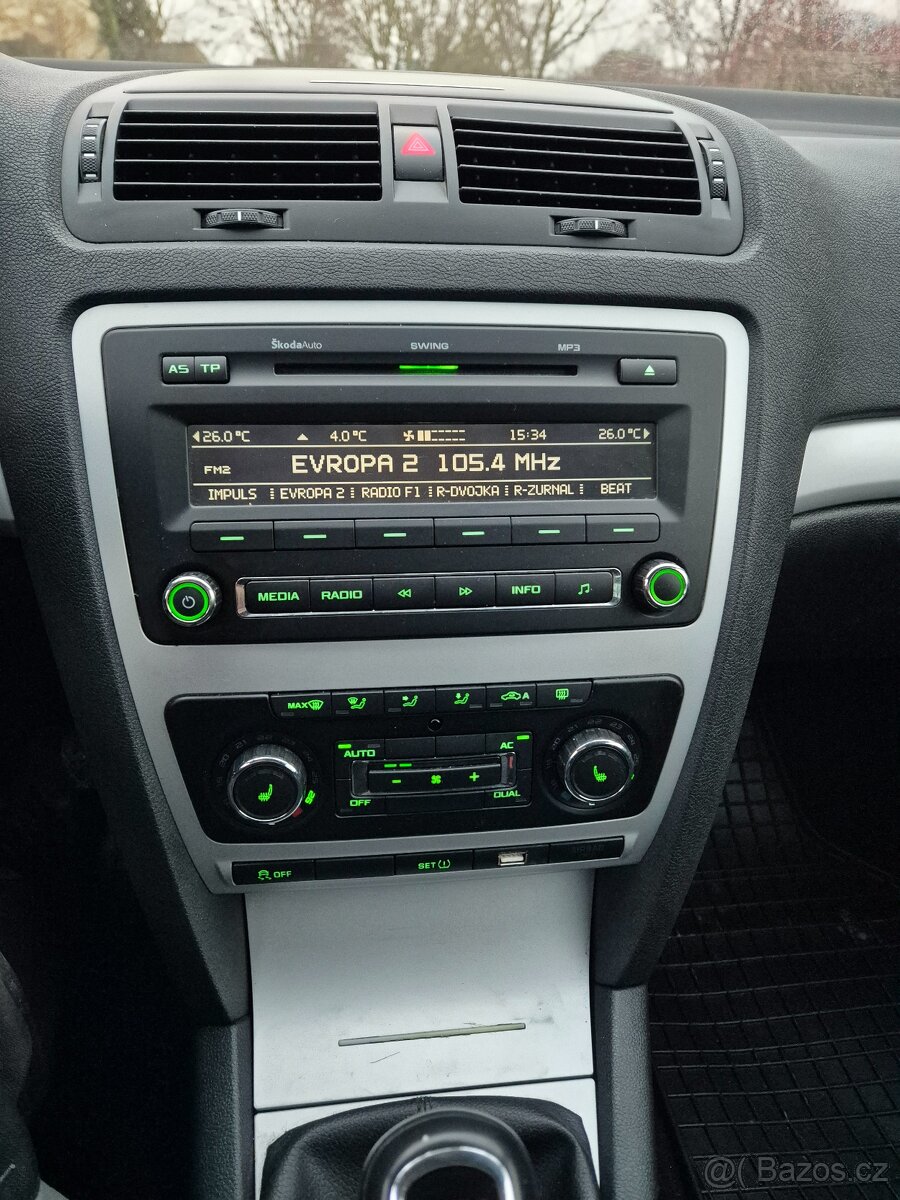 ŠkodaAuto SWING MP3
AS TP
26.0°C 4.0°C 15:34 26.0°C
FM2 EVROPA 2 105.4 MHz
IMPULS EVROPA 2 RADIO F1 R-DVOJKA R-ZURNAL BEAT
MEDIA RADIO INFO
MAX A
AUTO AC
- +
OFF DUAL
OFF SET AIRBAG
@( Bazos.cz